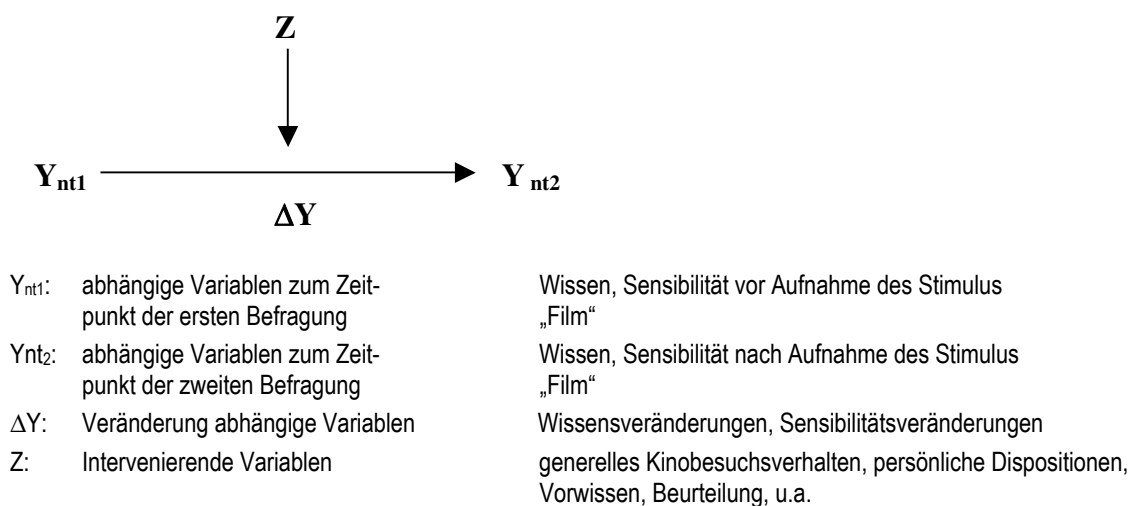 Z
Y nt1 Y nt2
ΔY
Ynt1: abhängige Variablen zum Zeit- Wissen, Sensibilität vor Aufnahme des Stimulus
punkt der ersten Befragung „Film“
Ynt2: abhängige Variablen zum Zeit- Wissen, Sensibilität nach Aufnahme des Stimulus
punkt der zweiten Befragung „Film“
ΔY: Veränderung abhängige Variablen Wissensveränderungen, Sensibilitätsveränderungen
Z: Intervenierende Variablen generelles Kinobesuchsverhalten, persönliche Dispositionen,
Vorwissen, Beurteilung, u.a.